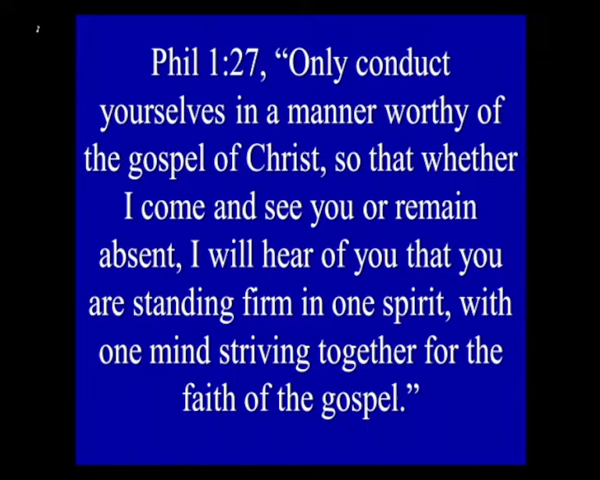 Phil 1:27, “Only conduct
yourselves in a manner worthy of
the gospel of Christ, so that whether
I come and see you or remain
absent, I will hear of you that you
are standing firm in one spirit, with
one mind striving together for the
faith of the gospel.”